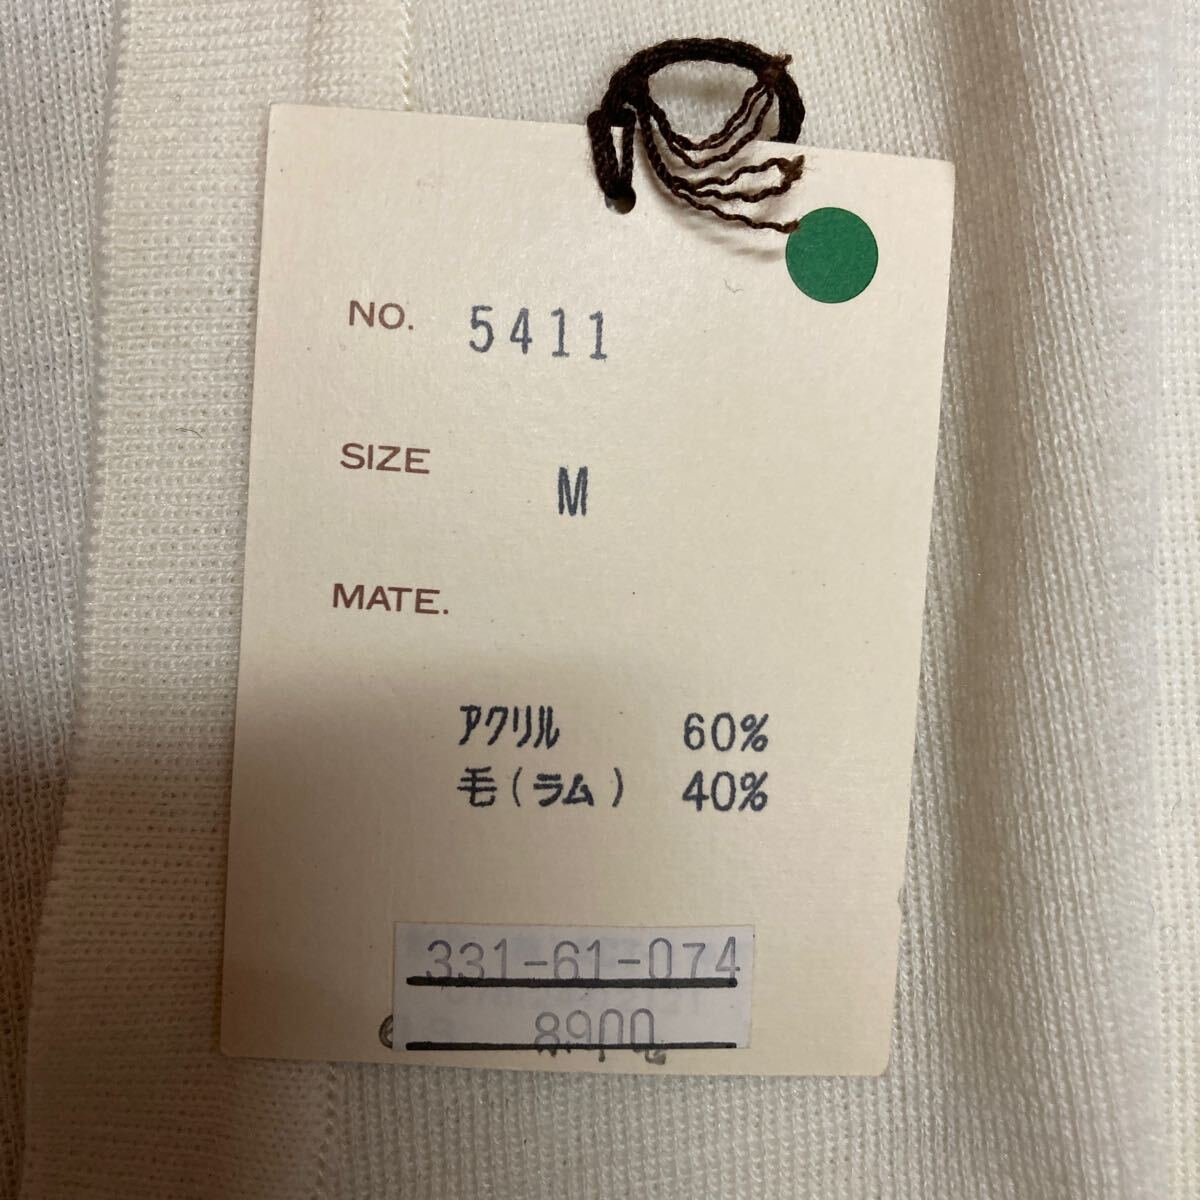 NO. 5411
SIZE M
MATE.
アクリル 60%
毛(ラム) 40%
331-61-074
8900